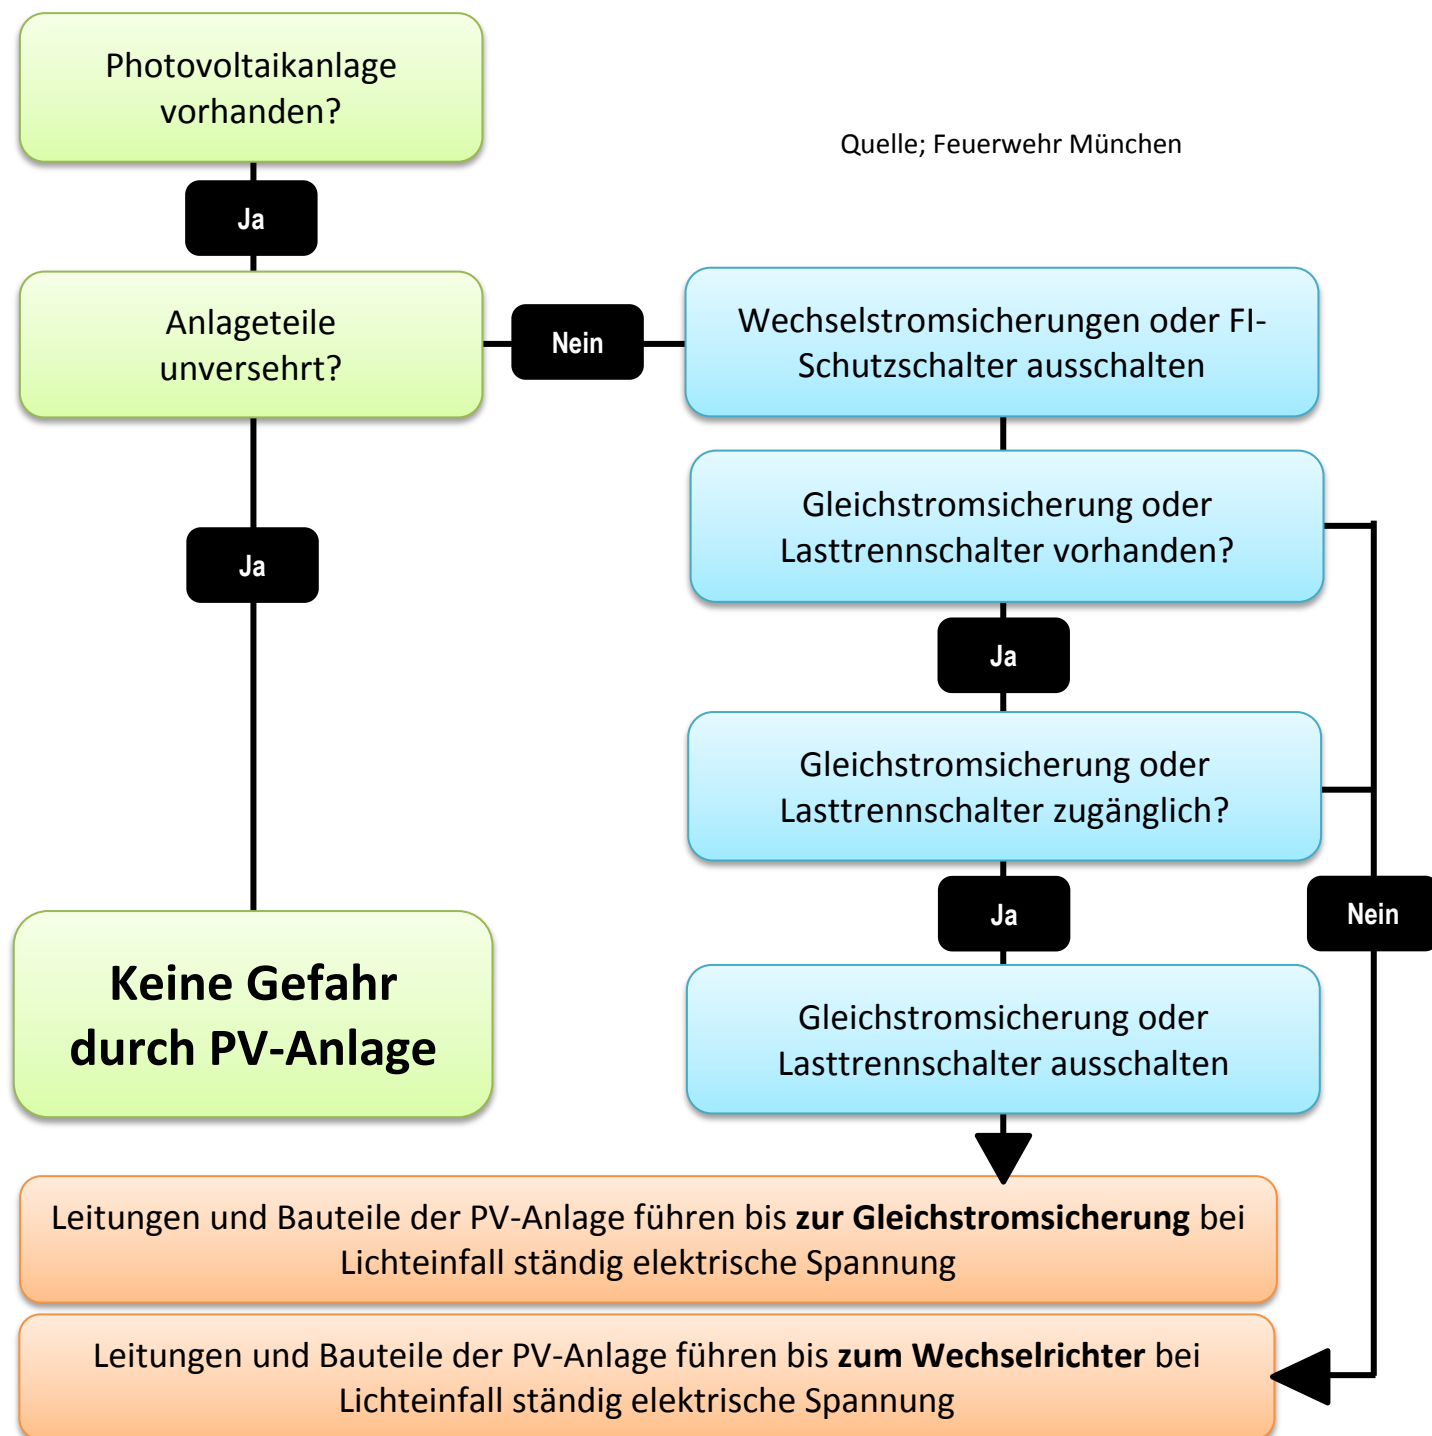 Photovoltaikanlage
vorhanden?
Quelle; Feuerwehr München
Ja
Anlageteile
unversehrt?
Nein
Wechselstromsicherungen oder FI-
Schutzschalter ausschalten
Gleichstromsicherung oder
Lasttrennschalter vorhanden?
Ja
Ja
Gleichstromsicherung oder
Lasttrennschalter zugänglich?
Ja
Nein
Keine Gefahr
durch PV-Anlage
Gleichstromsicherung oder
Lasttrennschalter ausschalten
Leitungen und Bauteile der PV-Anlage führen bis zur Gleichstromsicherung bei
Lichteinfall ständig elektrische Spannung
Leitungen und Bauteile der PV-Anlage führen bis zum Wechselrichter bei
Lichteinfall ständig elektrische Spannung